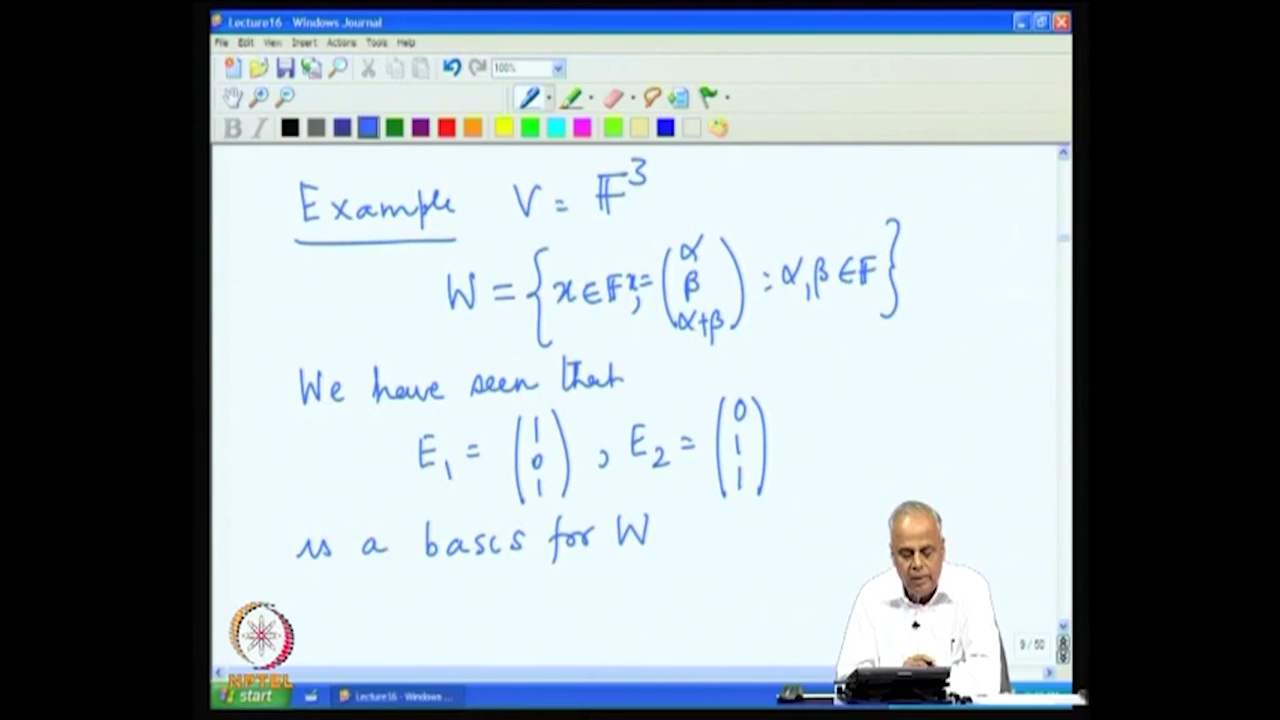 Lecture16 - Windows Journal
File Edit View Insert Actions Tools Help
100%
B I
Example V = 𝔽³
W = { x ∈ 𝔽³, x = (α β α+β) : α, β ∈ 𝔽 }
We have seen that
E₁ = (1 0 1) , E₂ = (0 1 1)
is a basis for W
9 / 50
NPTEL
start Lecture16 - Windows ...